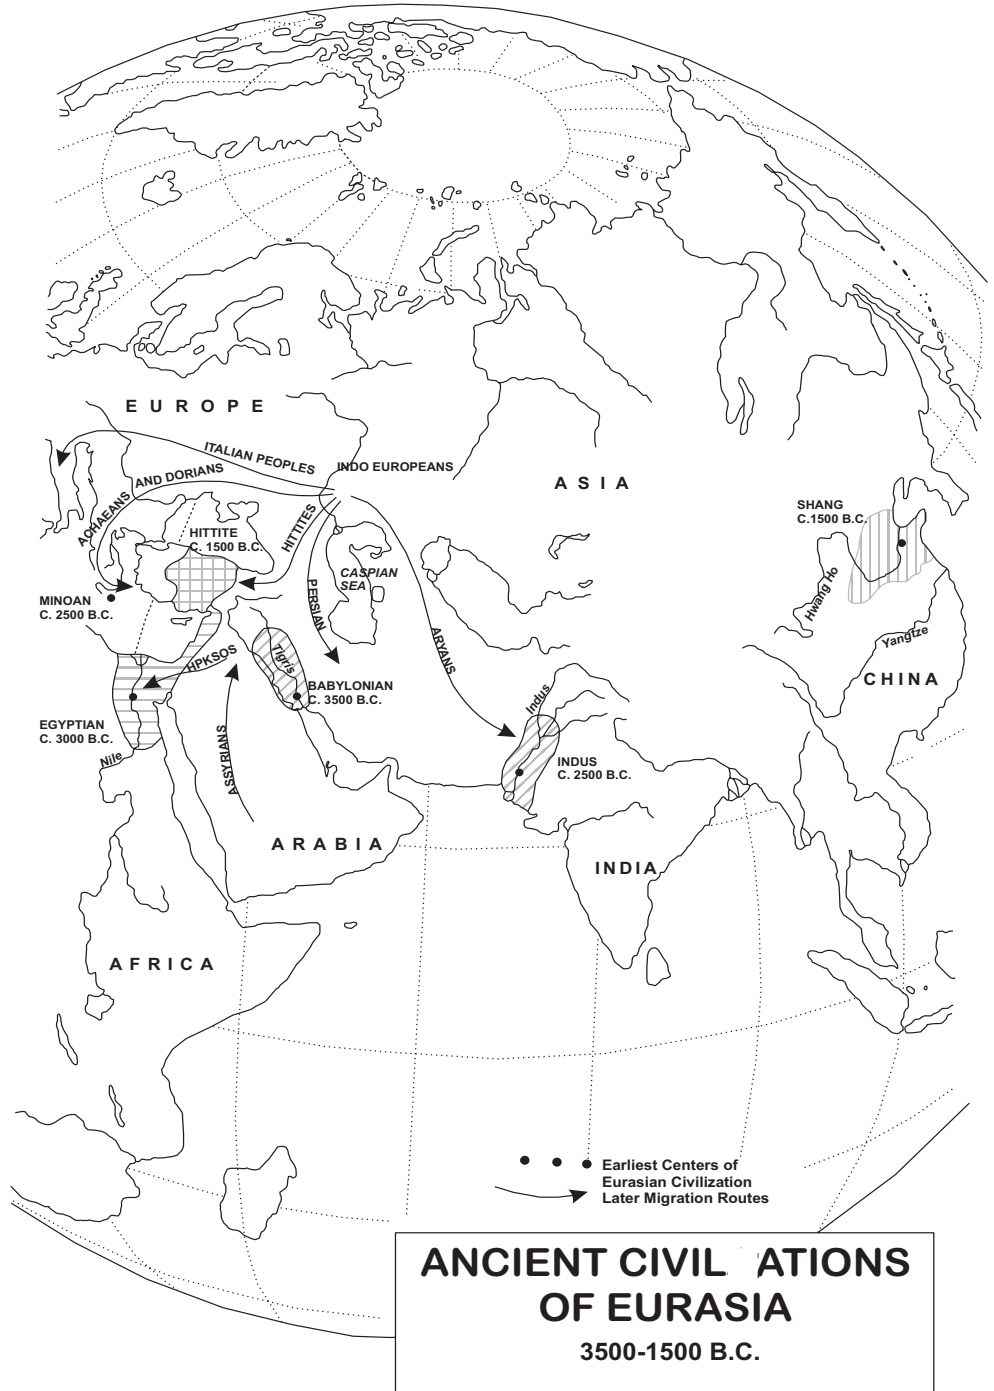 EUROPE
ITALIAN PEOPLES
INDO EUROPEANS
AND DORIANS
ACHAEANS
ASIA
SHANG
C.1500 B.C.
HITTITE
C. 1500 B.C.
HITTITES
CASPIAN
SEA
PERSIAN
Hwang Ho
MINOAN
C. 2500 B.C.
ARYANS
Yangtze
HPKSOS
Tigris
CHINA
BABYLONIAN
C. 3500 B.C.
Indus
EGYPTIAN
C. 3000 B.C.
Nile
ASSYRIANS
INDUS
C. 2500 B.C.
ARABIA
INDIA
AFRICA
Earliest Centers of
Eurasian Civilization
Later Migration Routes
ANCIENT CIVIL ATIONS
OF EURASIA
3500-1500 B.C.